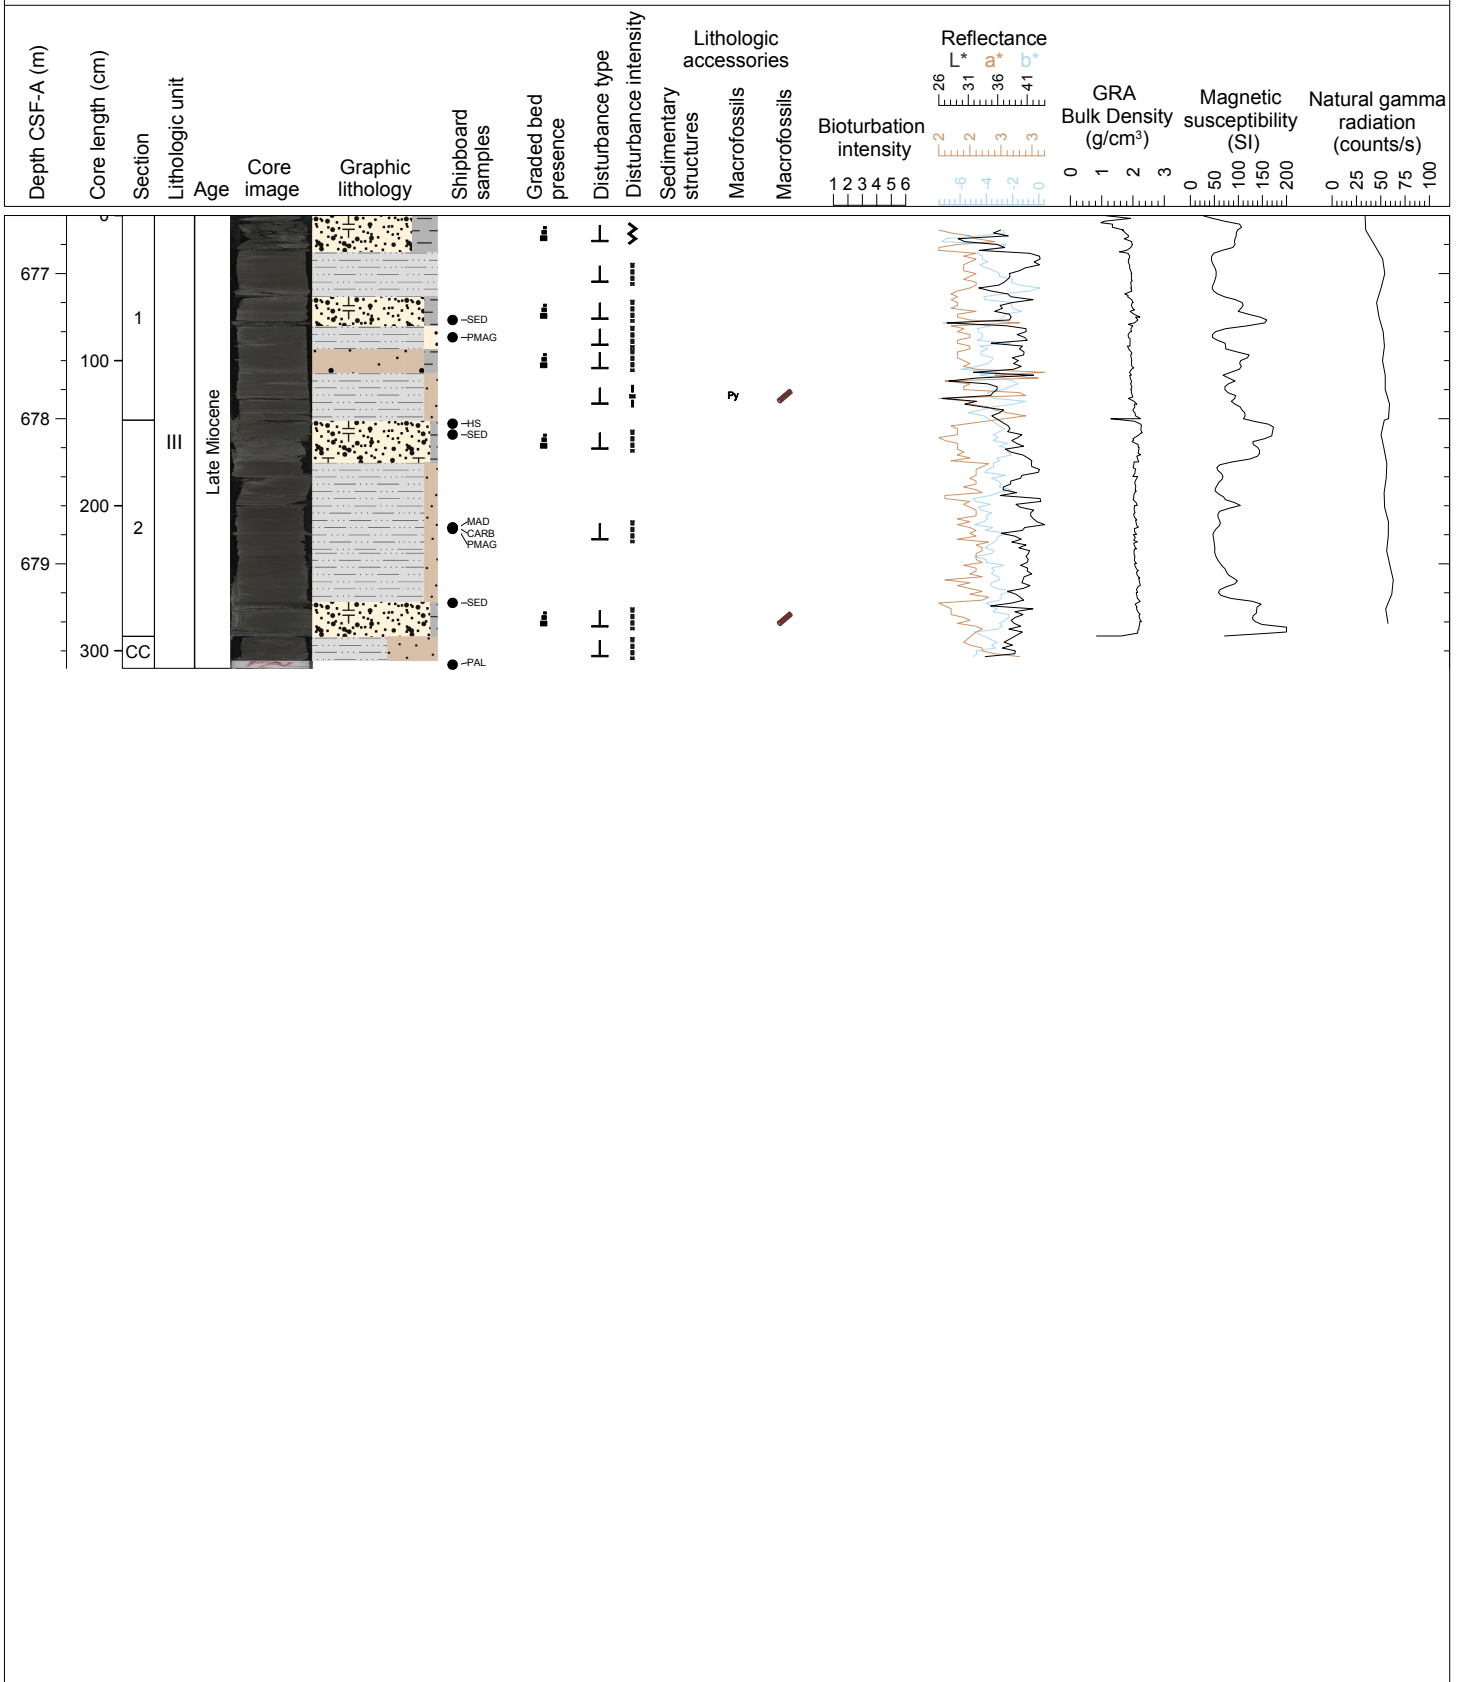 Depth CSF-A (m)
Core length (cm)
Section
Lithologic unit
Age
Core
image
Graphic
lithology
Shipboard
samples
Graded bed
presence
Disturbance type
Disturbance intensity
Lithologic
accessories
Sedimentary
structures
Macrofossils
Macrofossils
Bioturbation
intensity
1 2 3 4 5 6
Reflectance
L* a* b*
26 31 36 41
2 2 3 3
-6 -4 -2 0
GRA
Bulk Density
(g/cm³)
0 1 2 3
Magnetic
susceptibility
(SI)
0 50 100 150 200
Natural gamma
radiation
(counts/s)
0 25 50 75 100
0
677
1
SED
PMAG
100
Py
678
HS
SED
III
Late Miocene
200
2
MAD
CARB
PMAG
679
SED
300
CC
PAL